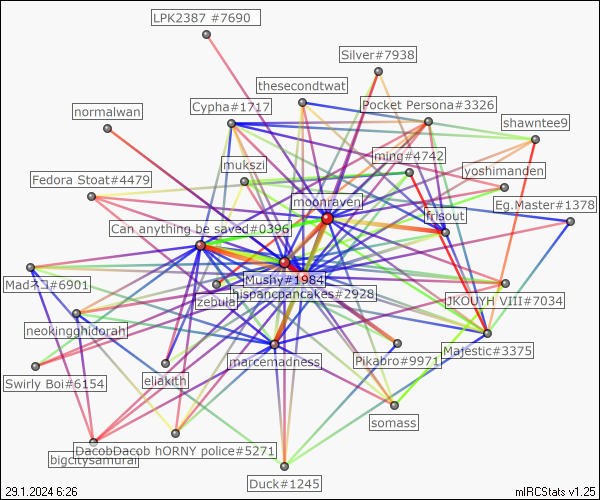 LPK2387 #7690
Silver#7938
thesecondtwat
Cypha#1717
Pocket Persona#3326
normalwan
shawntee9
ming#4742
mukszi
yoshimanden
Fedora Stoat#4479
moonraven
Eg.Master#1378
frisout
Can anything be saved#0396
Mushy#1984
Madネコ#6901
hispancpancakes#2928
zebula
JKOUYH VIII#7034
neokingghidorah
Majestic#3375
marcemadness
Pikabro#9971
Swirly Boi#6154
eliakith
somass
DacobDacob hORNY police#5271
bigcitysamurai
Duck#1245
29.1.2024 6:26
mIRCStats v1.25